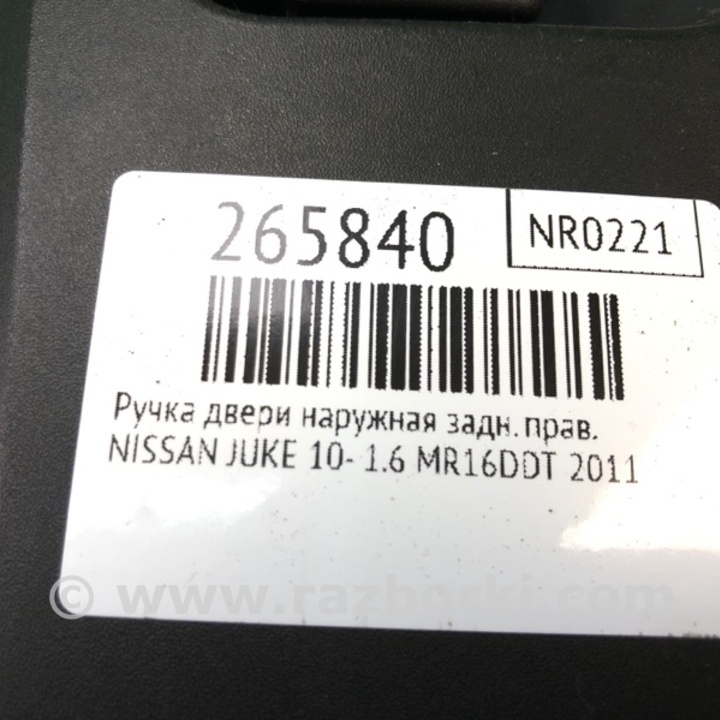 265840
NR0221
Ручка двери наружная задн. прав.
NISSAN JUKE 10- 1.6 MR16DDT 2011
© www.razborki.com